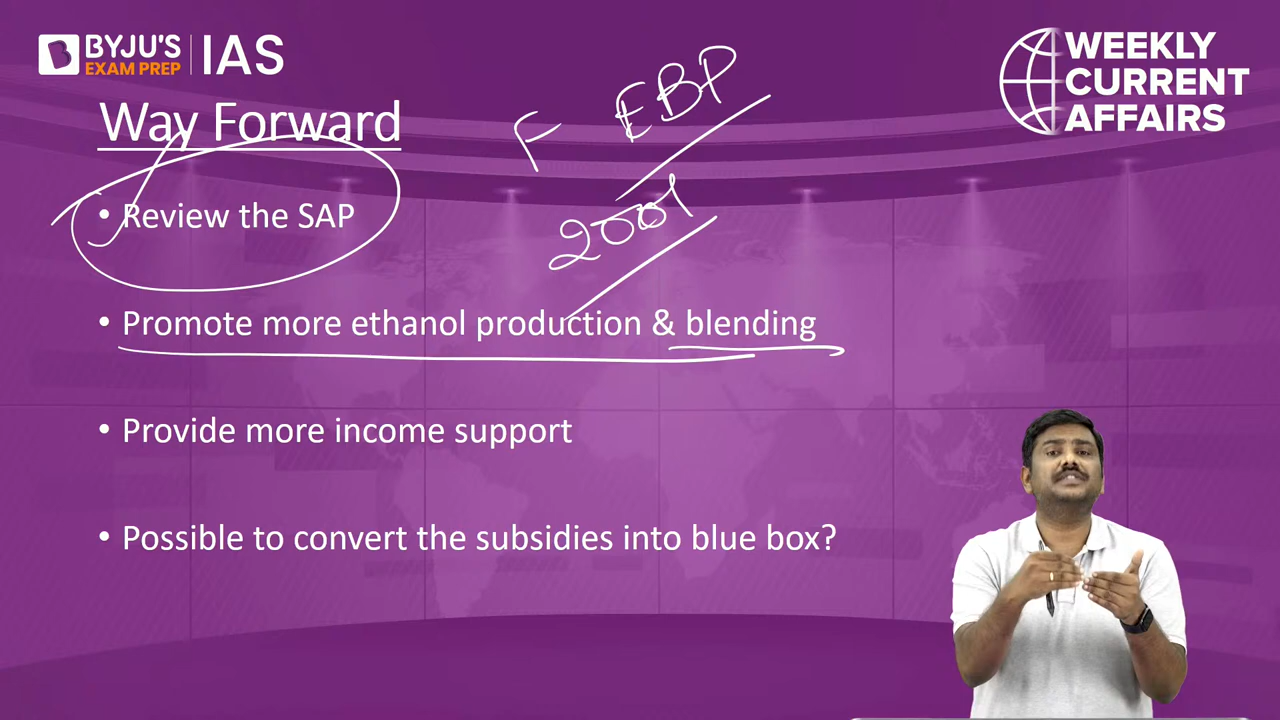 BYJU'S
EXAM PREP
IAS
WEEKLY
CURRENT
AFFAIRS
Way Forward
F EBP
2001
• Review the SAP
• Promote more ethanol production & blending
• Provide more income support
• Possible to convert the subsidies into blue box?